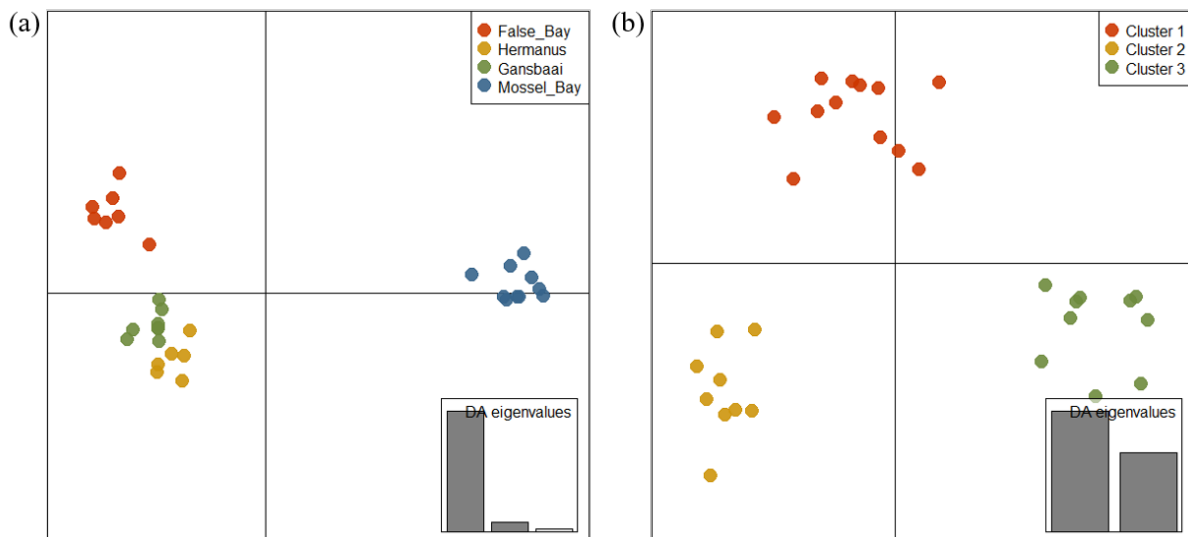 (a)
False_Bay
Hermanus
Gansbaai
Mossel_Bay
DA eigenvalues
(b)
Cluster 1
Cluster 2
Cluster 3
DA eigenvalues